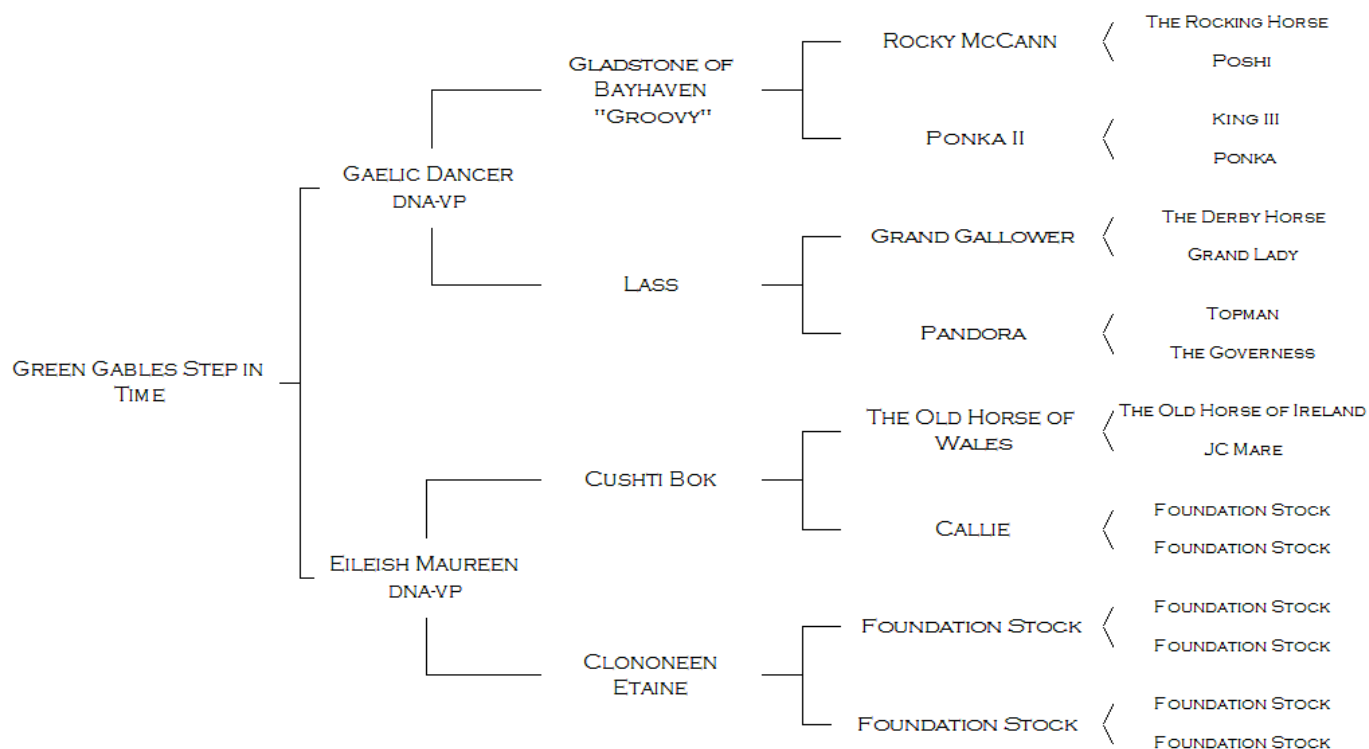 The Rocking Horse
Rocky McCann
Poshi
Gladstone of
Bayhaven
"Groovy"
King III
Ponka II
Ponka
Gaelic Dancer
DNA-VP
The Derby Horse
Grand Gallower
Grand Lady
Lass
Topman
Pandora
The Governess
Green Gables Step in
Time
The Old Horse of
Wales
The Old Horse of Ireland
JC Mare
Cushti Bok
Foundation Stock
Callie
Foundation Stock
Eileish Maureen
DNA-VP
Foundation Stock
Foundation Stock
Foundation Stock
Clononeen
Etaine
Foundation Stock
Foundation Stock
Foundation Stock